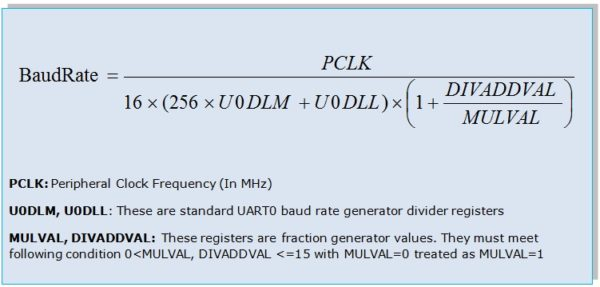 BaudRate = PCLK / 16 × (256 × U0DLM + U0DLL) × (1 + DIVADDVAL / MULVAL)
PCLK: Peripheral Clock Frequency (In MHz)
U0DLM, U0DLL: These are standard UART0 baud rate generator divider registers
MULVAL, DIVADDVAL: These registers are fraction generator values. They must meet
following condition 0<MULVAL, DIVADDVAL <=15 with MULVAL=0 treated as MULVAL=1